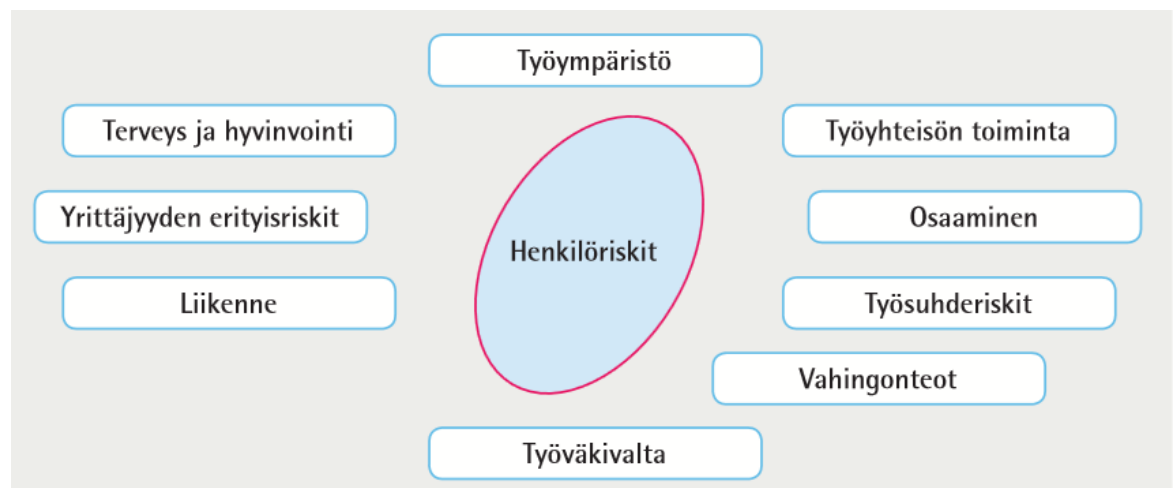 Työympäristö
Terveys ja hyvinvointi
Työyhteisön toiminta
Yrittäjyyden erityisriskit
Osaaminen
Henkilöriskit
Liikenne
Työsuhderiskit
Vahingonteot
Työväkivalta